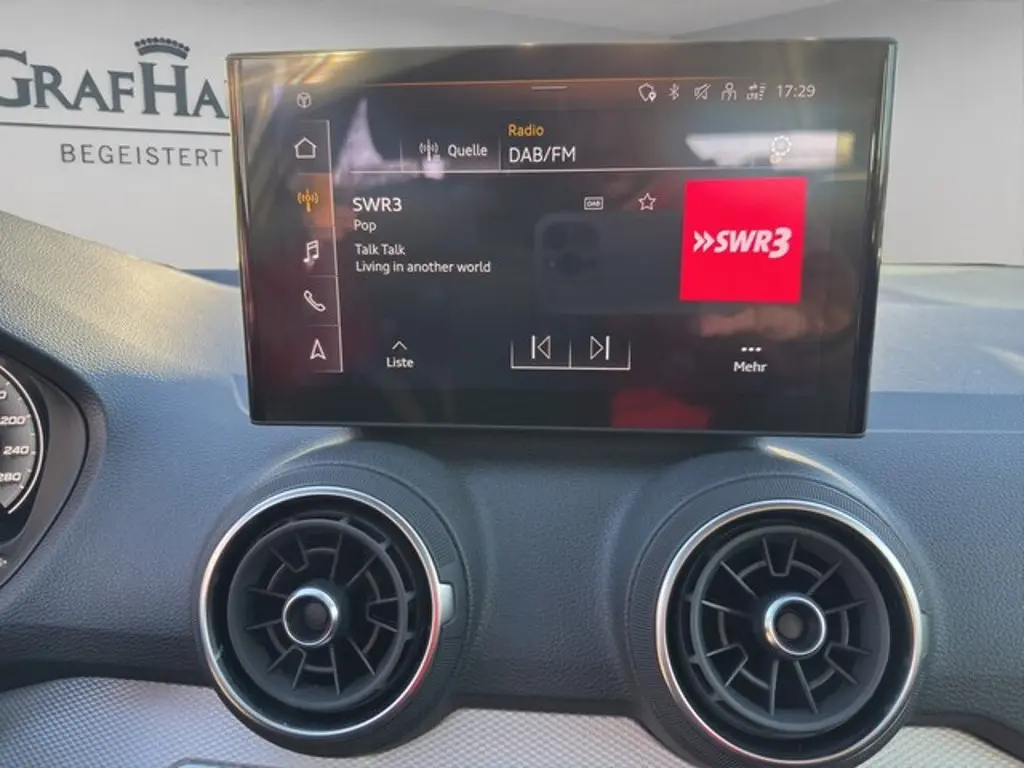 GRAFHA
BEGEISTERT
17:29
Radio
Quelle
DAB/FM
SWR3
DAB
Pop
Talk Talk
Living in another world
»SWR3
Liste
Mehr
200
240
280